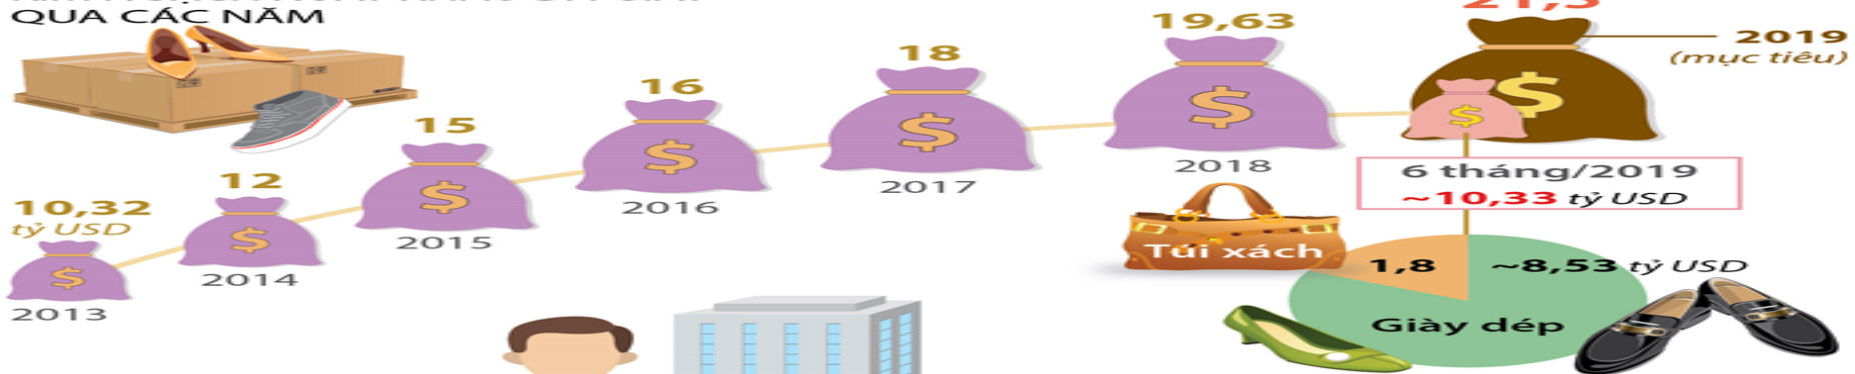 QUA CÁC NĂM
10,32
tỷ USD
2013
12
2014
15
2015
16
2016
18
2017
19,63
2018
21,5
2019
(mục tiêu)
6 tháng/2019
~10,33 tỷ USD
Túi xách
1,8
~8,53 tỷ USD
Giày dép